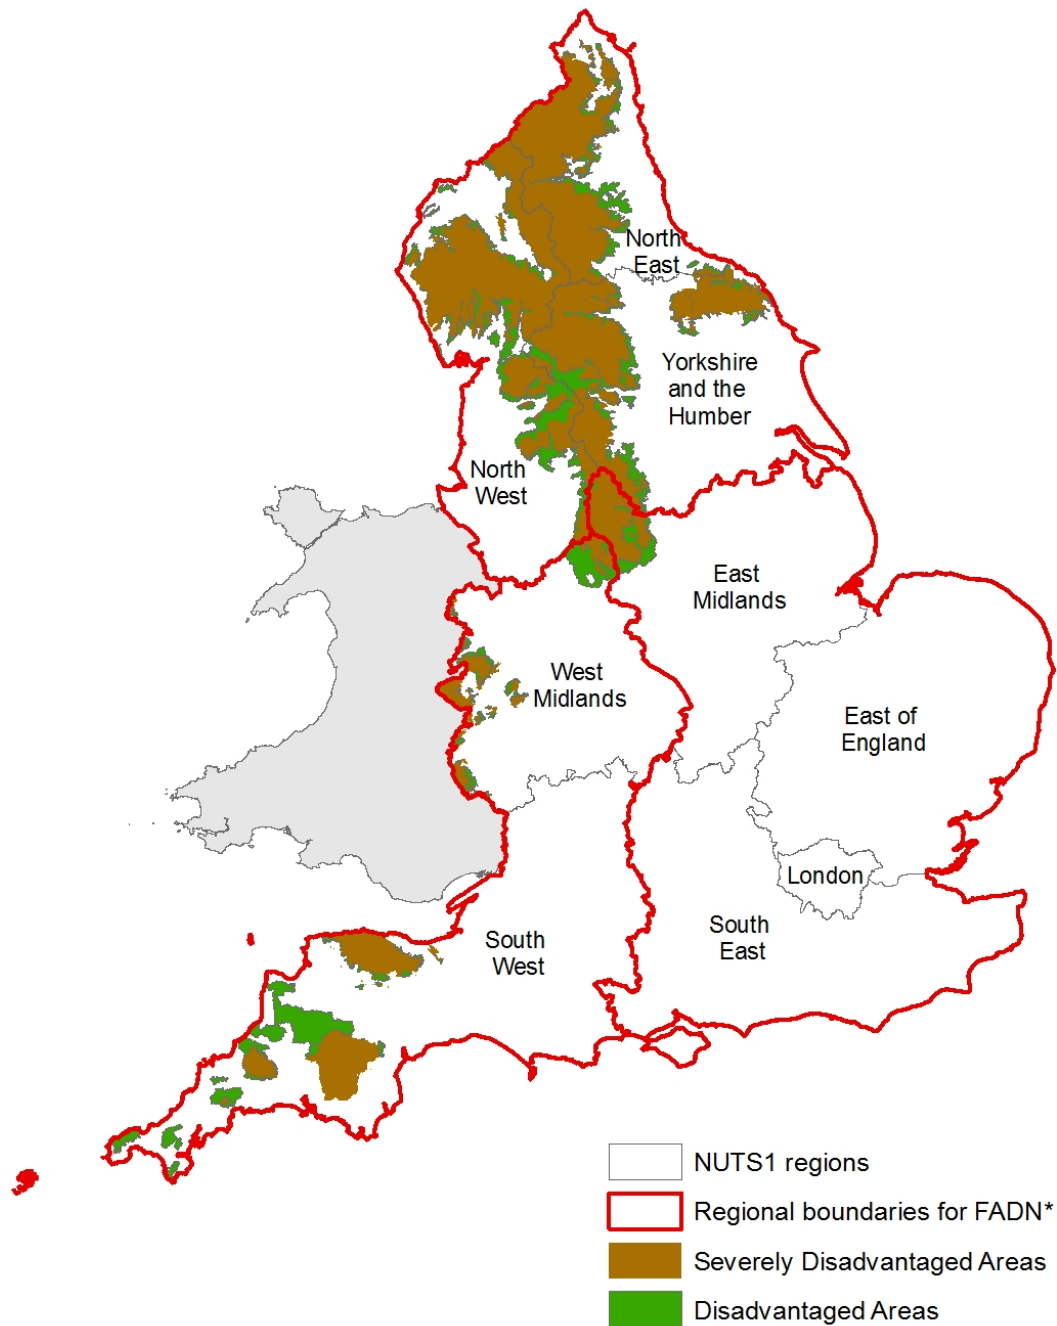 North
East
Yorkshire
and the
Humber
North
West
East
Midlands
West
Midlands
East of
England
London
South
East
South
West
NUTS1 regions
Regional boundaries for FADN*
Severely Disadvantaged Areas
Disadvantaged Areas